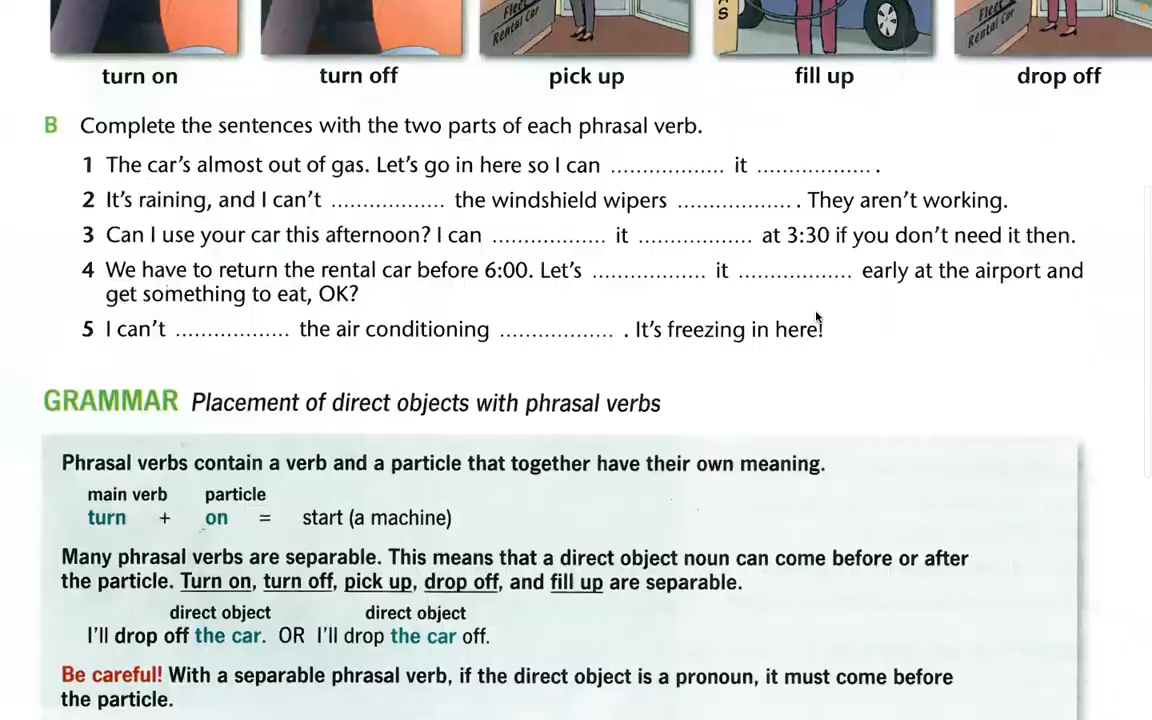 S
Fleet
Rental Car
Fleet
Rental Car
turn on turn off pick up fill up drop off
B Complete the sentences with the two parts of each phrasal verb.
1 The car's almost out of gas. Let's go in here so I can .................. it .................. .
2 It's raining, and I can't .................. the windshield wipers .................. . They aren't working.
3 Can I use your car this afternoon? I can .................. it .................. at 3:30 if you don't need it then.
4 We have to return the rental car before 6:00. Let's .................. it .................. early at the airport and
get something to eat, OK?
5 I can't .................. the air conditioning .................. . It's freezing in here!
GRAMMAR Placement of direct objects with phrasal verbs
Phrasal verbs contain a verb and a particle that together have their own meaning.
main verb particle
turn + on = start (a machine)
Many phrasal verbs are separable. This means that a direct object noun can come before or after
the particle. Turn on, turn off, pick up, drop off, and fill up are separable.
direct object direct object
I'll drop off the car. OR I'll drop the car off.
Be careful! With a separable phrasal verb, if the direct object is a pronoun, it must come before
the particle.